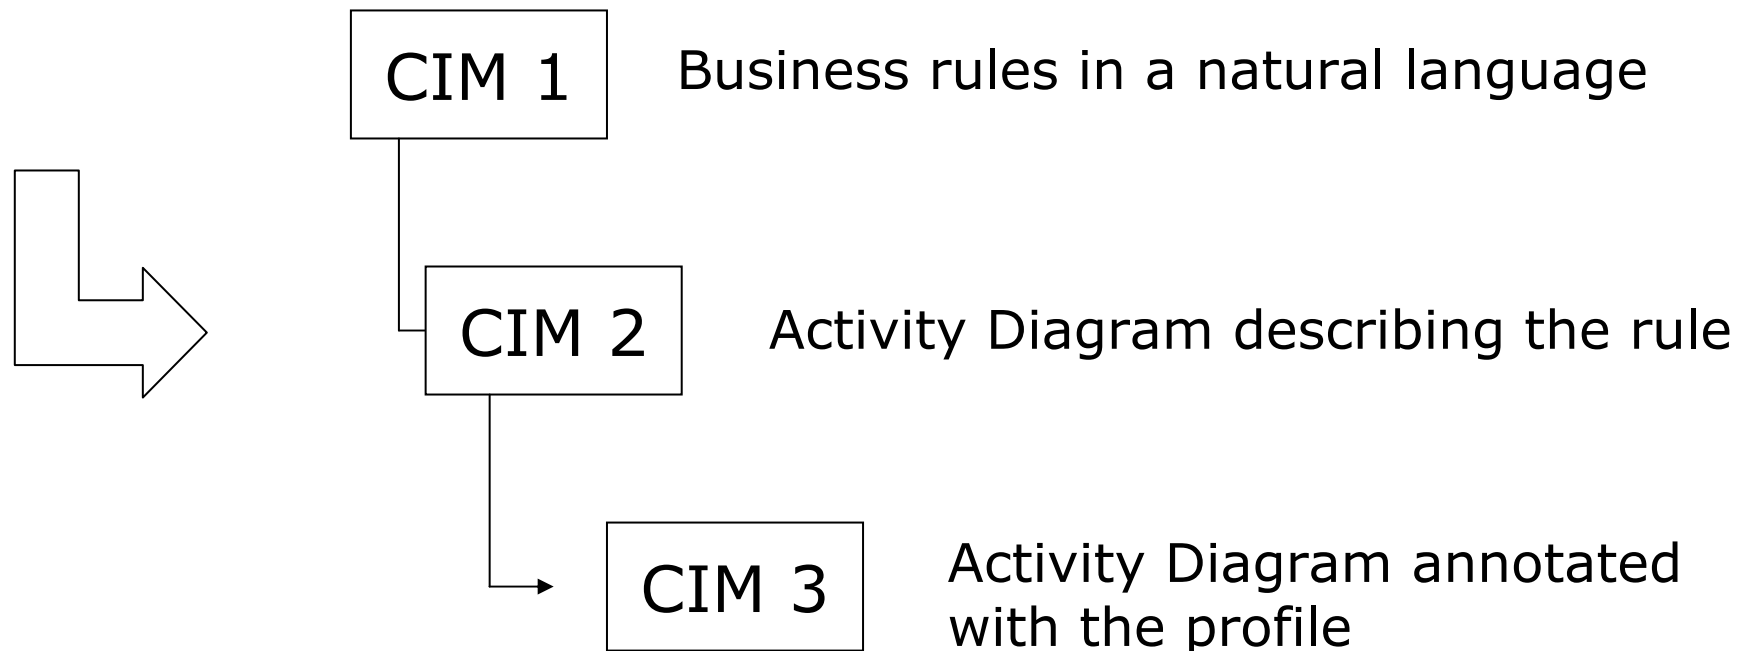 CIM 1
Business rules in a natural language
CIM 2
Activity Diagram describing the rule
CIM 3
Activity Diagram annotated
with the profile